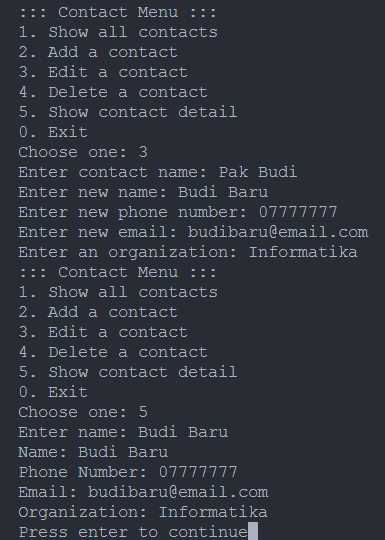 ::: Contact Menu :::
1. Show all contacts
2. Add a contact
3. Edit a contact
4. Delete a contact
5. Show contact detail
0. Exit
Choose one: 3
Enter contact name: Pak Budi
Enter new name: Budi Baru
Enter new phone number: 07777777
Enter new email: budibaru@email.com
Enter an organization: Informatika
::: Contact Menu :::
1. Show all contacts
2. Add a contact
3. Edit a contact
4. Delete a contact
5. Show contact detail
0. Exit
Choose one: 5
Enter name: Budi Baru
Name: Budi Baru
Phone Number: 07777777
Email: budibaru@email.com
Organization: Informatika
Press enter to continue